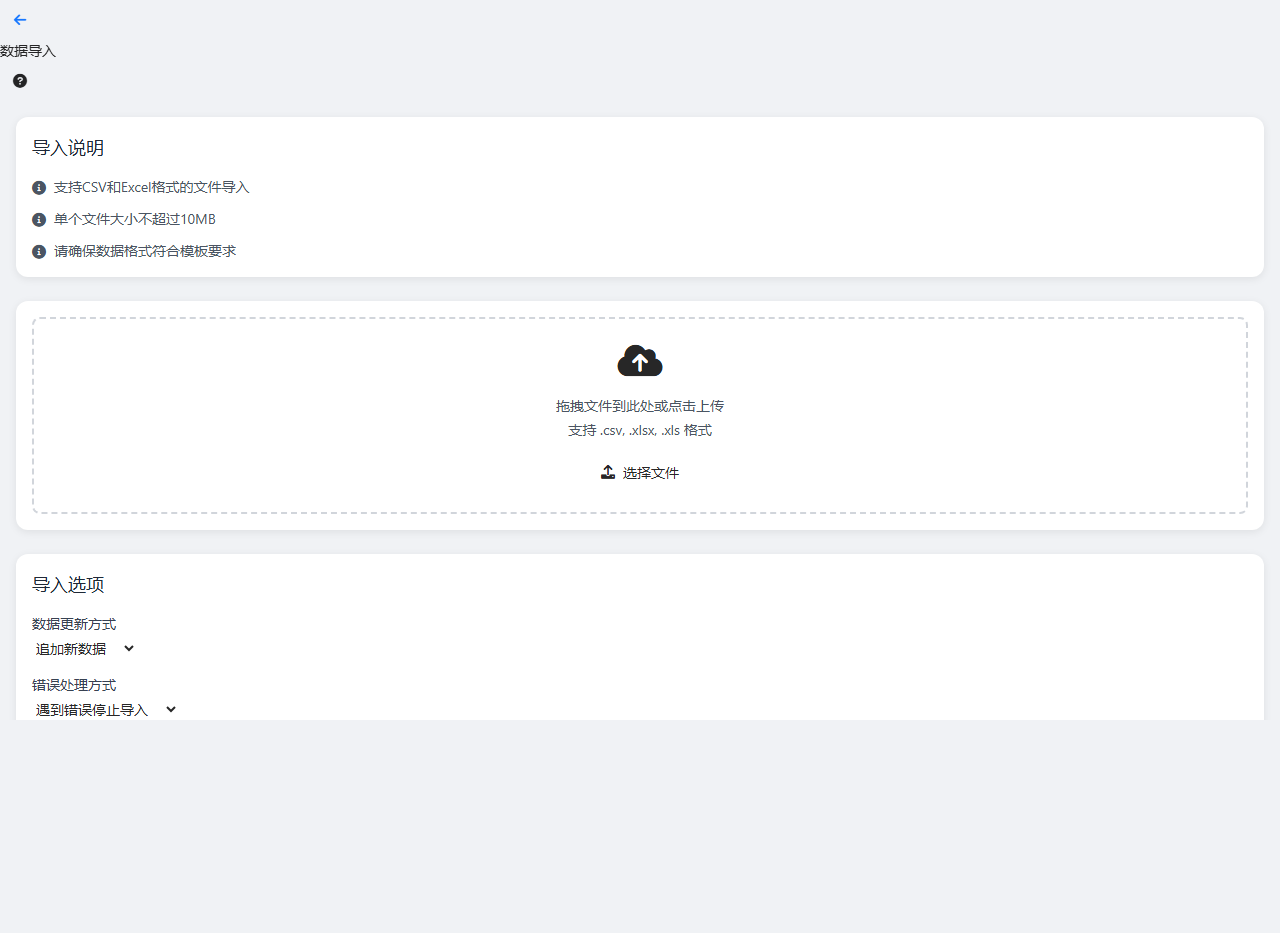 数据导入
导入说明
支持CSV和Excel格式的文件导入
单个文件大小不超过10MB
请确保数据格式符合模板要求
拖拽文件到此处或点击上传
支持 .csv, .xlsx, .xls 格式
选择文件
导入选项
数据更新方式
追加新数据
错误处理方式
遇到错误停止导入